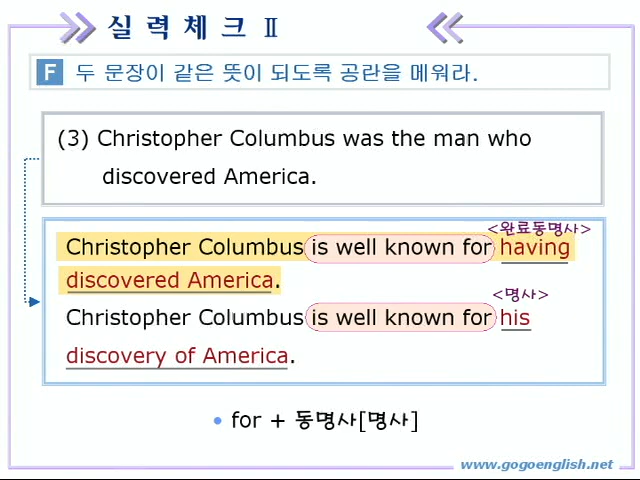 실 력 체 크 Ⅱ
F 두 문장이 같은 뜻이 되도록 공란을 메워라.
(3) Christopher Columbus was the man who
discovered America.
<완료동명사>
Christopher Columbus is well known for having
discovered America.
<명사>
Christopher Columbus is well known for his
discovery of America.
• for + 동명사[명사]
www.gogoenglish.net